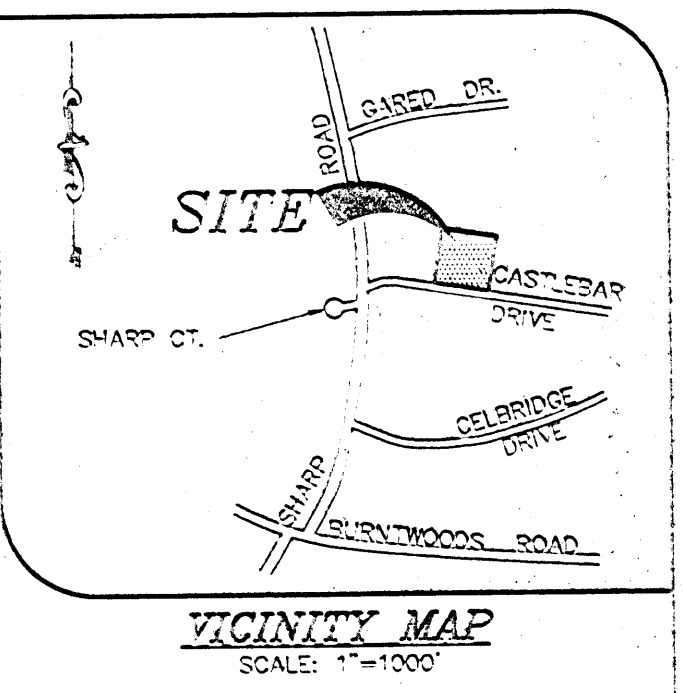 GARED DR.
ROAD
SITE
CASTLEBAR
DRIVE
SHARP CT.
CELBRIDGE
DRIVE
SHARP
BURNTWOODS ROAD
VICINITY MAP
SCALE: 1"=1000'